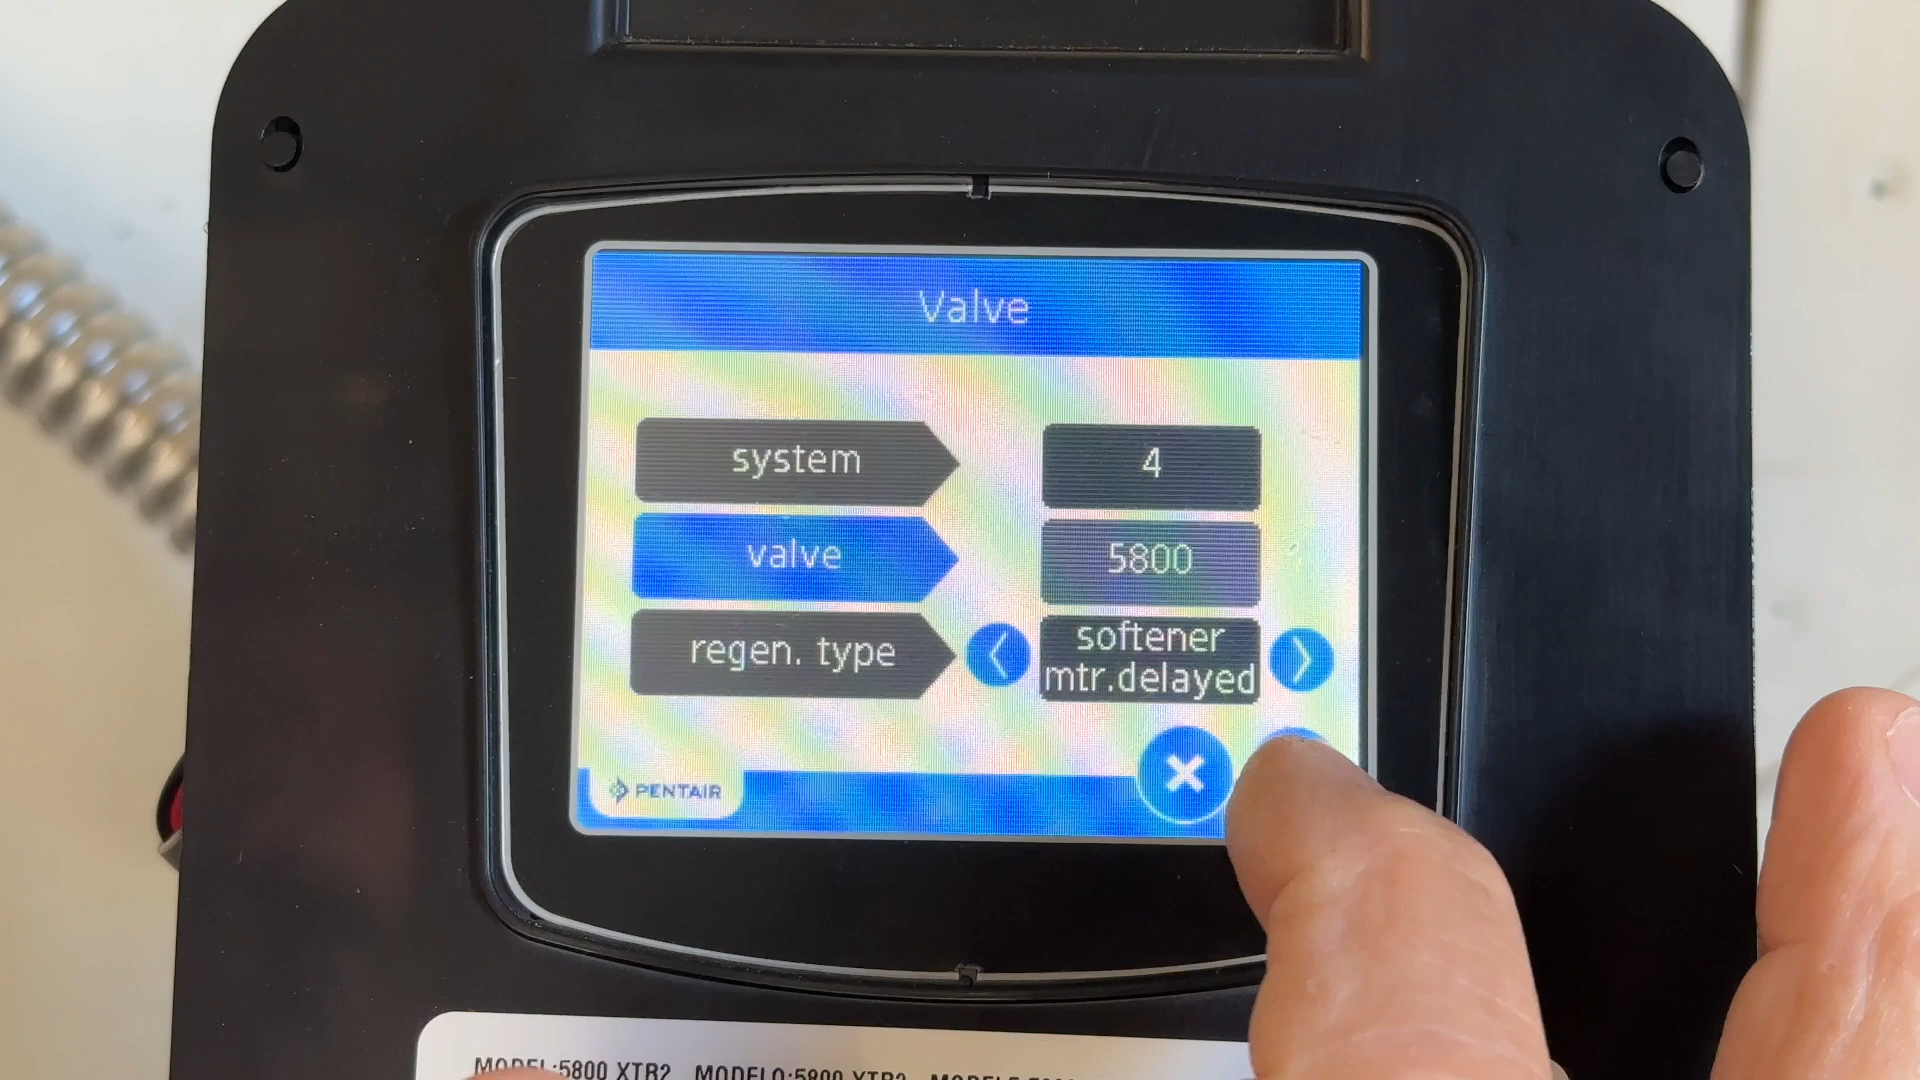 Valve
system 4
valve 5800
regen. type softener
mtr.delayed
PENTAIR
MODEL:5800 XTR2 MODELO:5800 XTR2